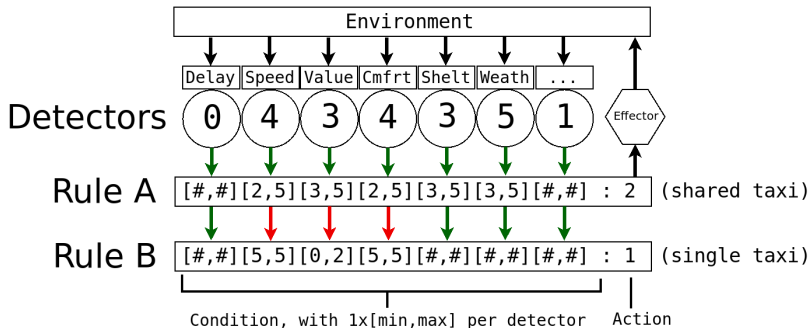 Environment
Delay Speed Value Cmfrt Shelt Weath ...
Detectors 0 4 3 4 3 5 1 Effector
Rule A [#,#][2,5][3,5][2,5][3,5][3,5][#,#] : 2 (shared taxi)
Rule B [#,#][5,5][0,2][5,5][#,#][#,#][#,#] : 1 (single taxi)
Condition, with 1x[min,max] per detector Action